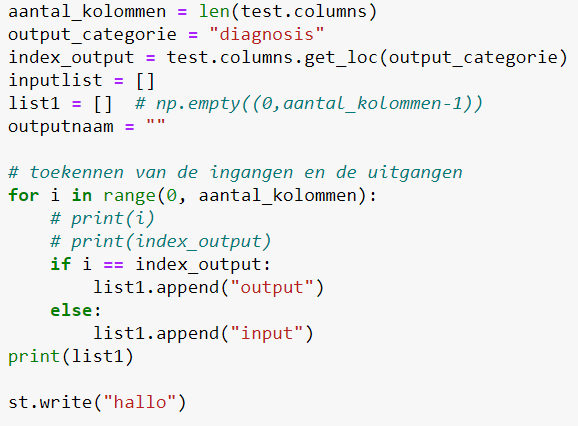 aantal_kolommen = len(test.columns)
output_categorie = "diagnosis"
index_output = test.columns.get_loc(output_categorie)
inputlist = []
list1 = []  # np.empty((0,aantal_kolommen-1))
outputnaam = ""

# toekennen van de ingangen en de uitgangen
for i in range(0, aantal_kolommen):
    # print(i)
    # print(index_output)
    if i == index_output:
        list1.append("output")
    else:
        list1.append("input")
print(list1)

st.write("hallo")